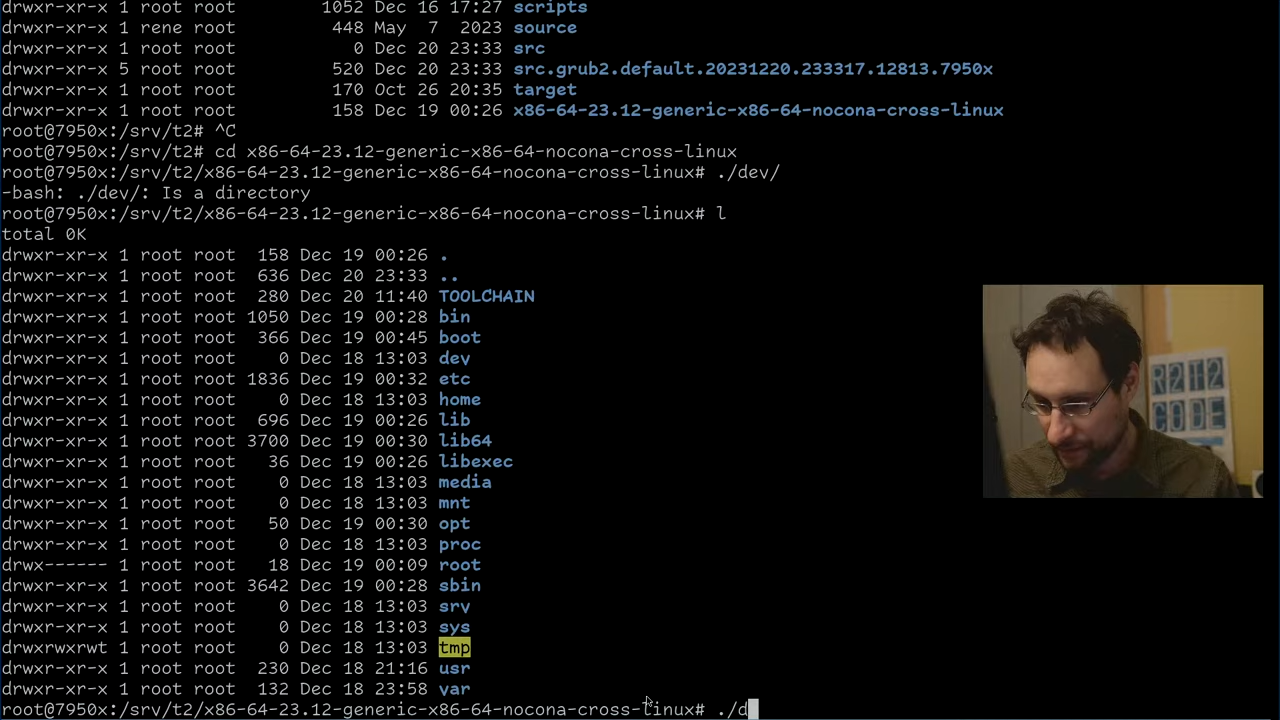 drwxr-xr-x 1 root root        1052 Dec 16 17:27 scripts
drwxr-xr-x 1 rene root         448 May  7  2023 source
drwxr-xr-x 1 root root           0 Dec 20 23:33 src
drwxr-xr-x 5 root root         520 Dec 20 23:33 src.grub2.default.20231220.233317.12813.7950x
drwxr-xr-x 1 root root         170 Oct 26 20:35 target
drwxr-xr-x 1 root root         158 Dec 19 00:26 x86-64-23.12-generic-x86-64-nocona-cross-linux
root@7950x:/srv/t2# ^C
root@7950x:/srv/t2# cd x86-64-23.12-generic-x86-64-nocona-cross-linux
root@7950x:/srv/t2/x86-64-23.12-generic-x86-64-nocona-cross-linux# ./dev/
-bash: ./dev/: Is a directory
root@7950x:/srv/t2/x86-64-23.12-generic-x86-64-nocona-cross-linux# l
total 0K
drwxr-xr-x 1 root root  158 Dec 19 00:26 .
drwxr-xr-x 1 root root  636 Dec 20 23:33 ..
drwxr-xr-x 1 root root  280 Dec 20 11:40 TOOLCHAIN
drwxr-xr-x 1 root root 1050 Dec 19 00:28 bin
drwxr-xr-x 1 root root  366 Dec 19 00:45 boot
drwxr-xr-x 1 root root    0 Dec 18 13:03 dev
drwxr-xr-x 1 root root 1836 Dec 19 00:32 etc
drwxr-xr-x 1 root root    0 Dec 18 13:03 home
drwxr-xr-x 1 root root  696 Dec 19 00:26 lib
drwxr-xr-x 1 root root 3700 Dec 19 00:30 lib64
drwxr-xr-x 1 root root   36 Dec 19 00:26 libexec
drwxr-xr-x 1 root root    0 Dec 18 13:03 media
drwxr-xr-x 1 root root    0 Dec 18 13:03 mnt
drwxr-xr-x 1 root root   50 Dec 19 00:30 opt
drwxr-xr-x 1 root root    0 Dec 18 13:03 proc
drwx------ 1 root root   18 Dec 19 00:09 root
drwxr-xr-x 1 root root 3642 Dec 19 00:28 sbin
drwxr-xr-x 1 root root    0 Dec 18 13:03 srv
drwxr-xr-x 1 root root    0 Dec 18 13:03 sys
drwxrwxrwt 1 root root    0 Dec 18 13:03 tmp
drwxr-xr-x 1 root root  230 Dec 18 21:16 usr
drwxr-xr-x 1 root root  132 Dec 18 23:58 var
root@7950x:/srv/t2/x86-64-23.12-generic-x86-64-nocona-cross-linux# ./d
R2T2
CODE